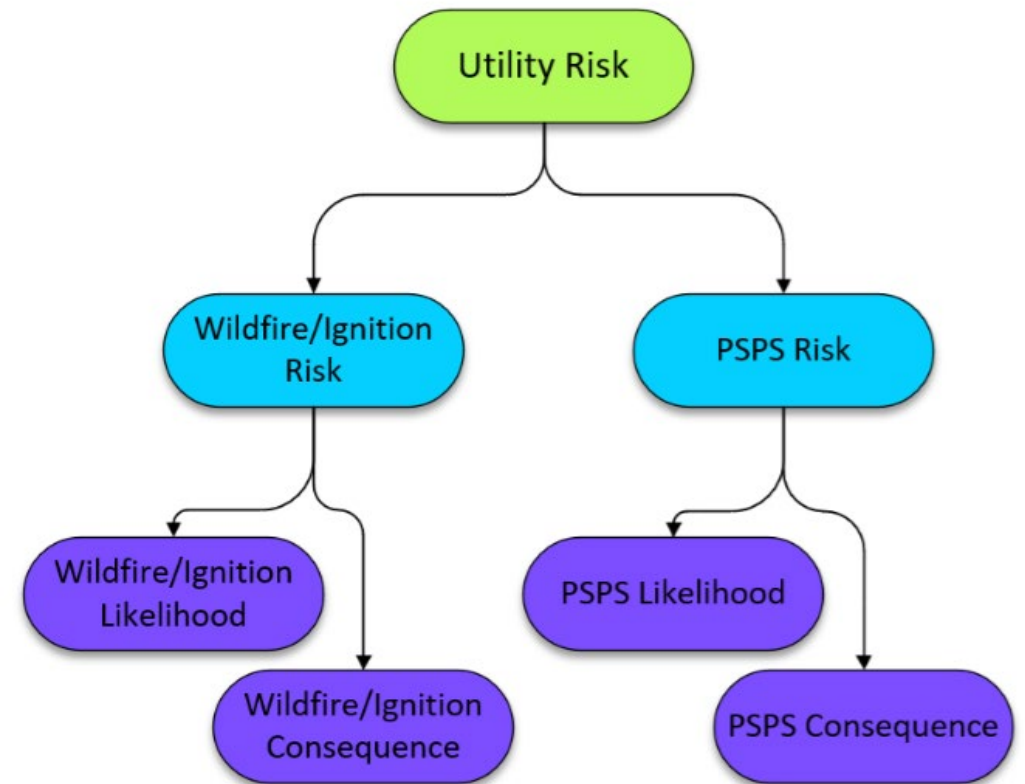 Utility Risk
Wildfire/Ignition
Risk
PSPS Risk
Wildfire/Ignition
Likelihood
PSPS Likelihood
Wildfire/Ignition
Consequence
PSPS Consequence